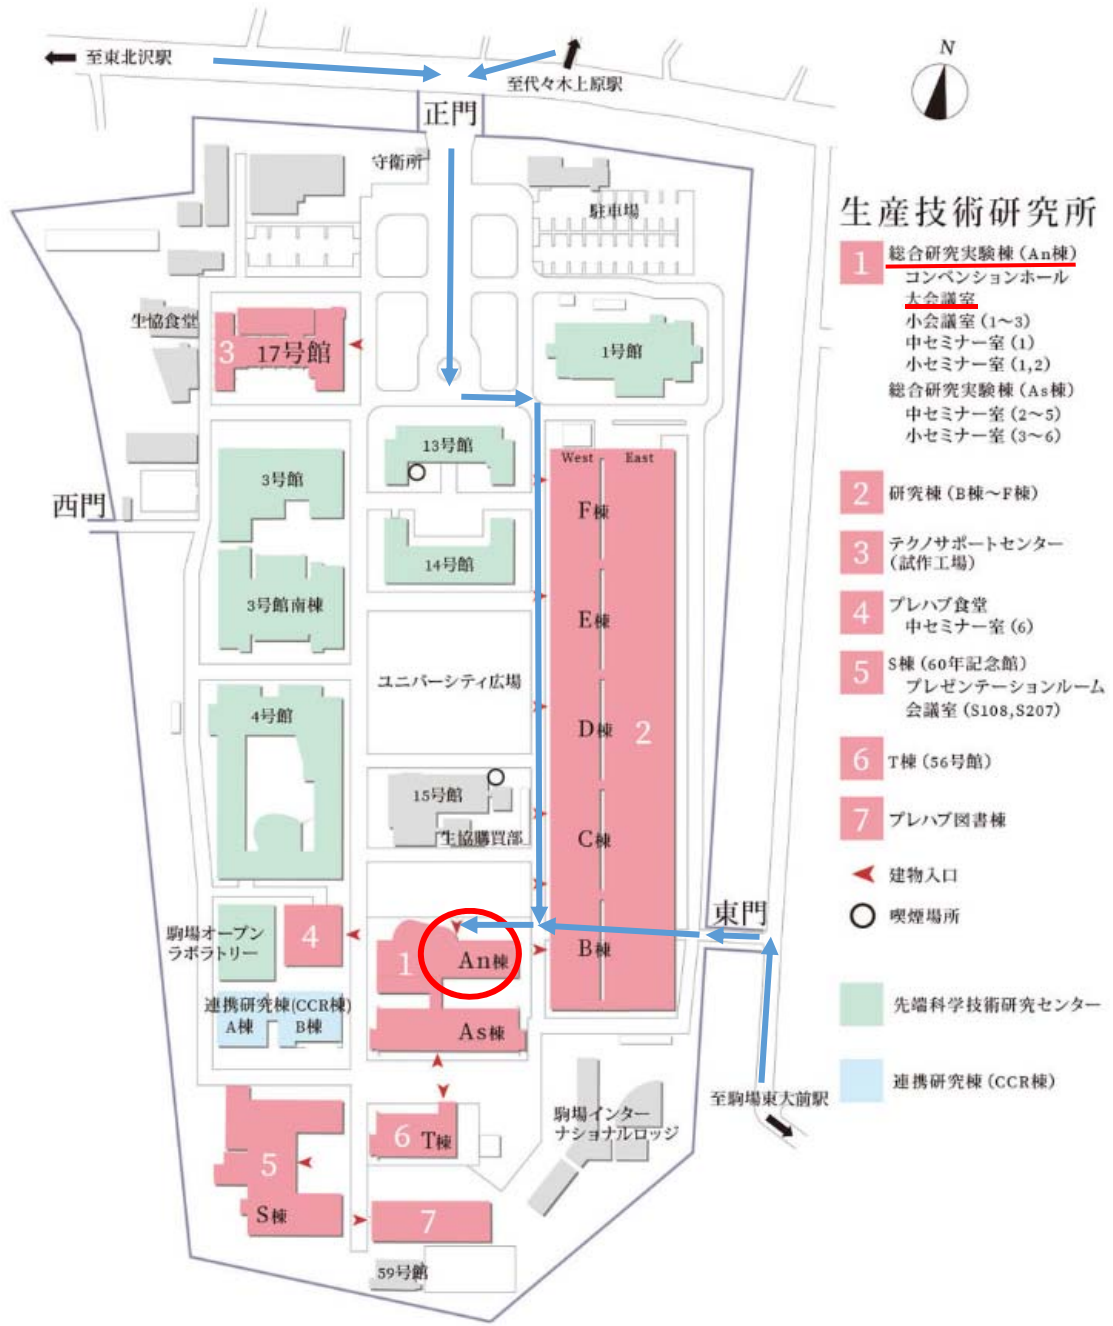 至東北沢駅
至代々木上原駅
N
正門
守衛所
駐車場
生協食堂
3
17号館
1号館
13号館
3号館
西門
West
East
F棟
14号館
3号館南棟
E棟
ユニバーシティ広場
4号館
D棟
2
15号館
生協購買部
C棟
東門
駒場オープン
ラボラトリー
4
1
An棟
B棟
連携研究棟(CCR棟)
A棟
B棟
As棟
至駒場東大前駅
駒場インター
ナショナルロッジ
6
T棟
5
S棟
7
59号館
生産技術研究所
1 総合研究実験棟(An棟)
コンベンションホール
大会議室
小会議室(1〜3)
中セミナー室(1)
小セミナー室(1,2)
総合研究実験棟(As棟)
中セミナー室(2〜5)
小セミナー室(3〜6)
2 研究棟(B棟〜F棟)
3 テクノサポートセンター
(試作工場)
4 プレハブ食堂
中セミナー室(6)
5 S棟(60年記念館)
プレゼンテーションルーム
会議室(S108,S207)
6 T棟(56号館)
7 プレハブ図書棟
建物入口
喫煙場所
先端科学技術研究センター
連携研究棟(CCR棟)